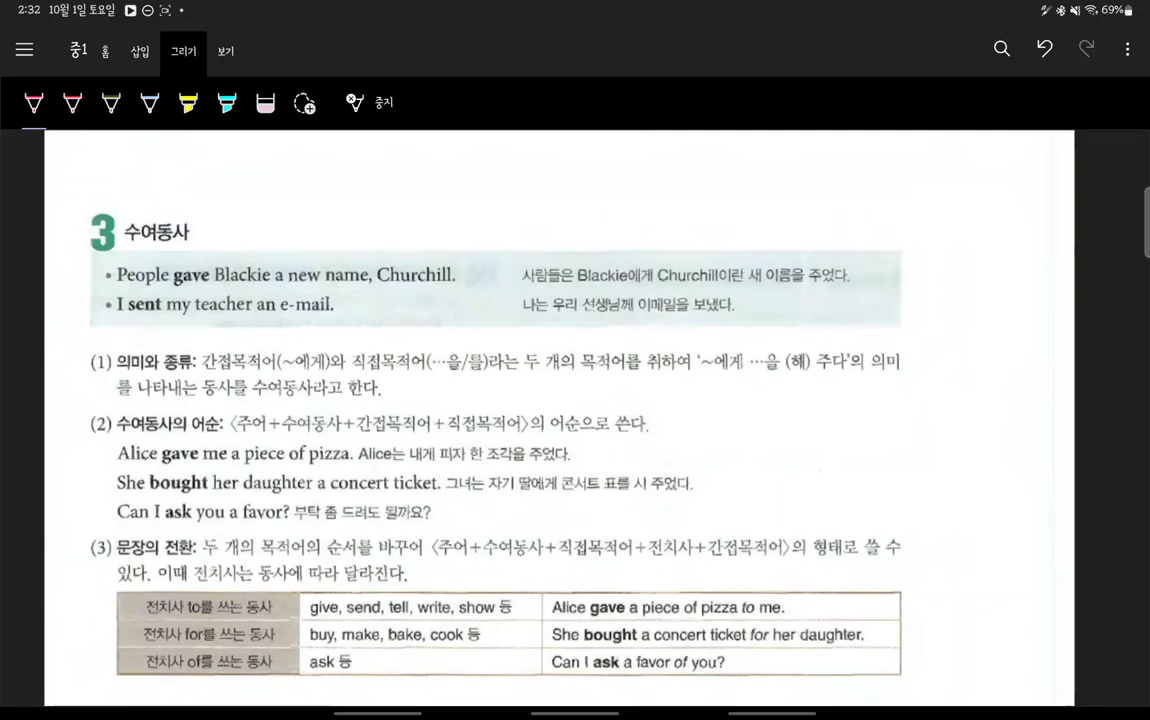 2:32 10월 1일 토요일 69%
중1 홈 삽입 그리기 보기
중지
3 수여동사
• People gave Blackie a new name, Churchill. 사람들은 Blackie에게 Churchill이란 새 이름을 주었다.
• I sent my teacher an e-mail. 나는 우리 선생님께 이메일을 보냈다.
(1) 의미와 종류: 간접목적어(~에게)와 직접목적어(…을/를)라는 두 개의 목적어를 취하여 '~에게 …을 (해) 주다'의 의미
를 나타내는 동사를 수여동사라고 한다.
(2) 수여동사의 어순: 〈주어+수여동사+간접목적어+직접목적어〉의 어순으로 쓴다.
Alice gave me a piece of pizza. Alice는 내게 피자 한 조각을 주었다.
She bought her daughter a concert ticket. 그녀는 자기 딸에게 콘서트 표를 사 주었다.
Can I ask you a favor? 부탁 좀 드려도 될까요?
(3) 문장의 전환: 두 개의 목적어의 순서를 바꾸어 〈주어+수여동사+직접목적어+전치사+간접목적어〉의 형태로 쓸 수
있다. 이때 전치사는 동사에 따라 달라진다.
전치사 to를 쓰는 동사 give, send, tell, write, show 등 Alice gave a piece of pizza to me.
전치사 for를 쓰는 동사 buy, make, bake, cook 등 She bought a concert ticket for her daughter.
전치사 of를 쓰는 동사 ask 등 Can I ask a favor of you?